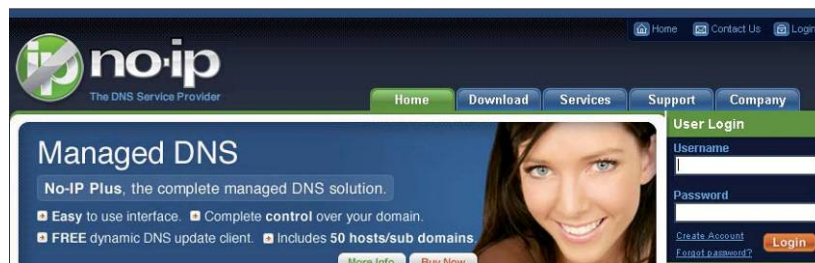 Home Contact Us Login
ip no·ip
The DNS Service Provider
Home Download Services Support Company
Managed DNS
No-IP Plus, the complete managed DNS solution.
Easy to use interface. Complete control over your domain.
FREE dynamic DNS update client. Includes 50 hosts/sub domains.
More Info Buy Now
User Login
Username
Password
Create Account
Forgot password?
Login